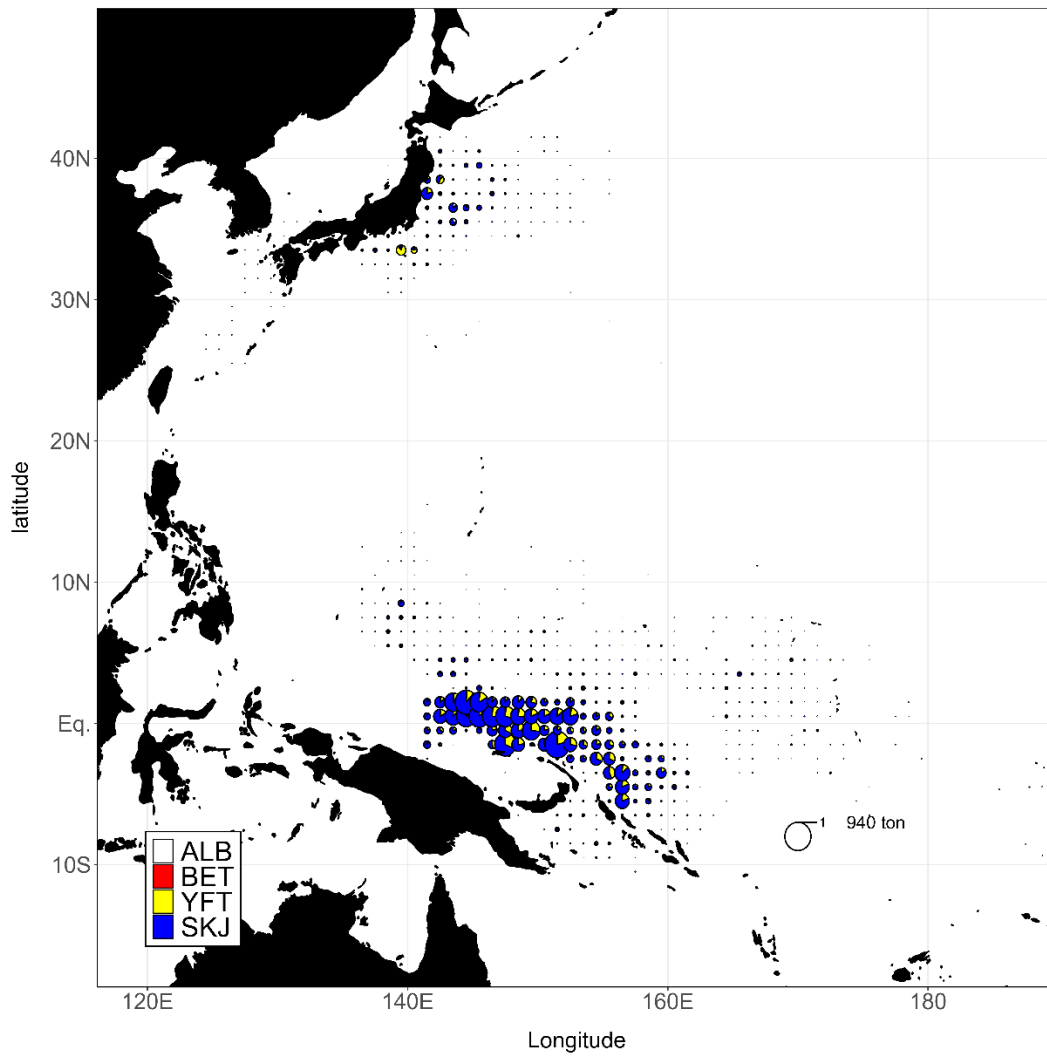 40N
30N
20N
10N
Eq.
10S
latitude
ALB
BET
YFT
SKJ
1 940 ton
120E
140E
160E
180
Longitude